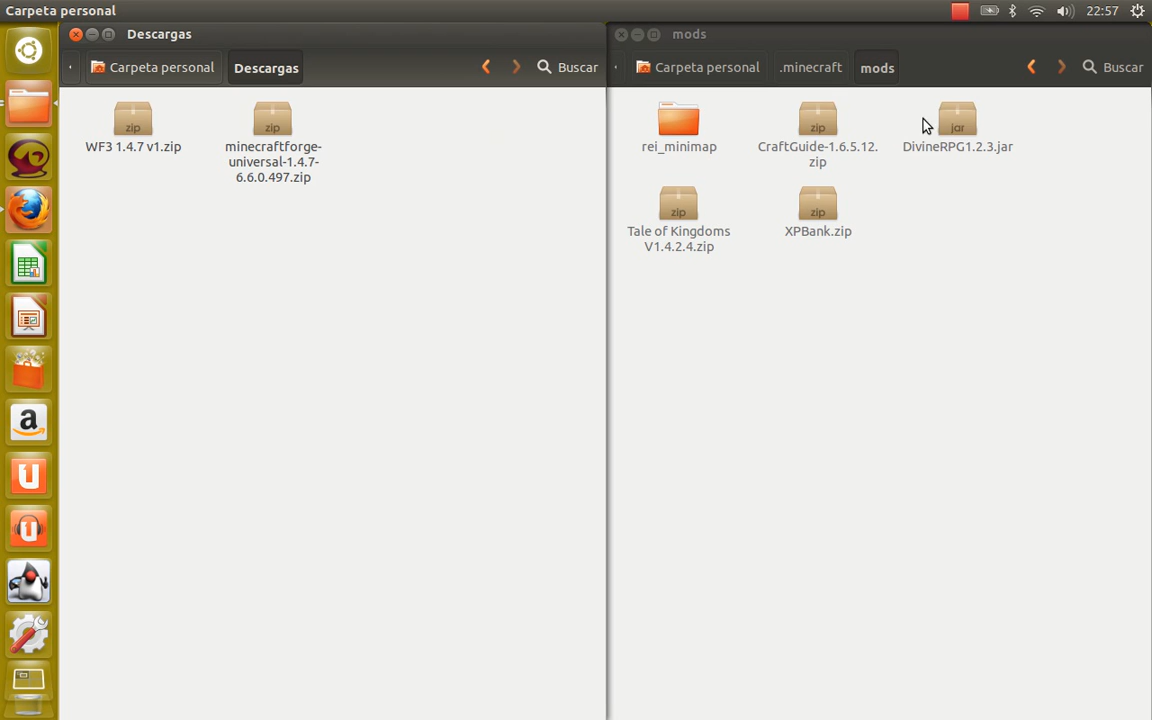 Carpeta personal
22:57
Descargas
Carpeta personal
Descargas
Buscar
zip
WF3 1.4.7 v1.zip
zip
minecraftforge-
universal-1.4.7-
6.6.0.497.zip
mods
Carpeta personal
.minecraft
mods
Buscar
rei_minimap
zip
CraftGuide-1.6.5.12.
zip
jar
DivineRPG1.2.3.jar
zip
Tale of Kingdoms
V1.4.2.4.zip
zip
XPBank.zip